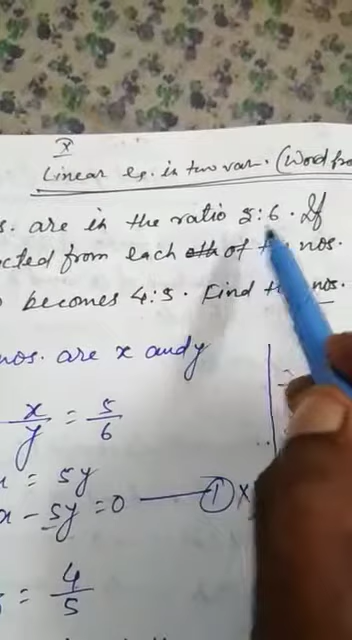 X
Linear eq. in two var. (Word
s. are in the ratio 5:6. If
cted from each of nos.
becomes 4:5. Find nos.
nos. are x and y
x/y = 5/6
= 5y
- 5y = 0 — ① x
= 4/5